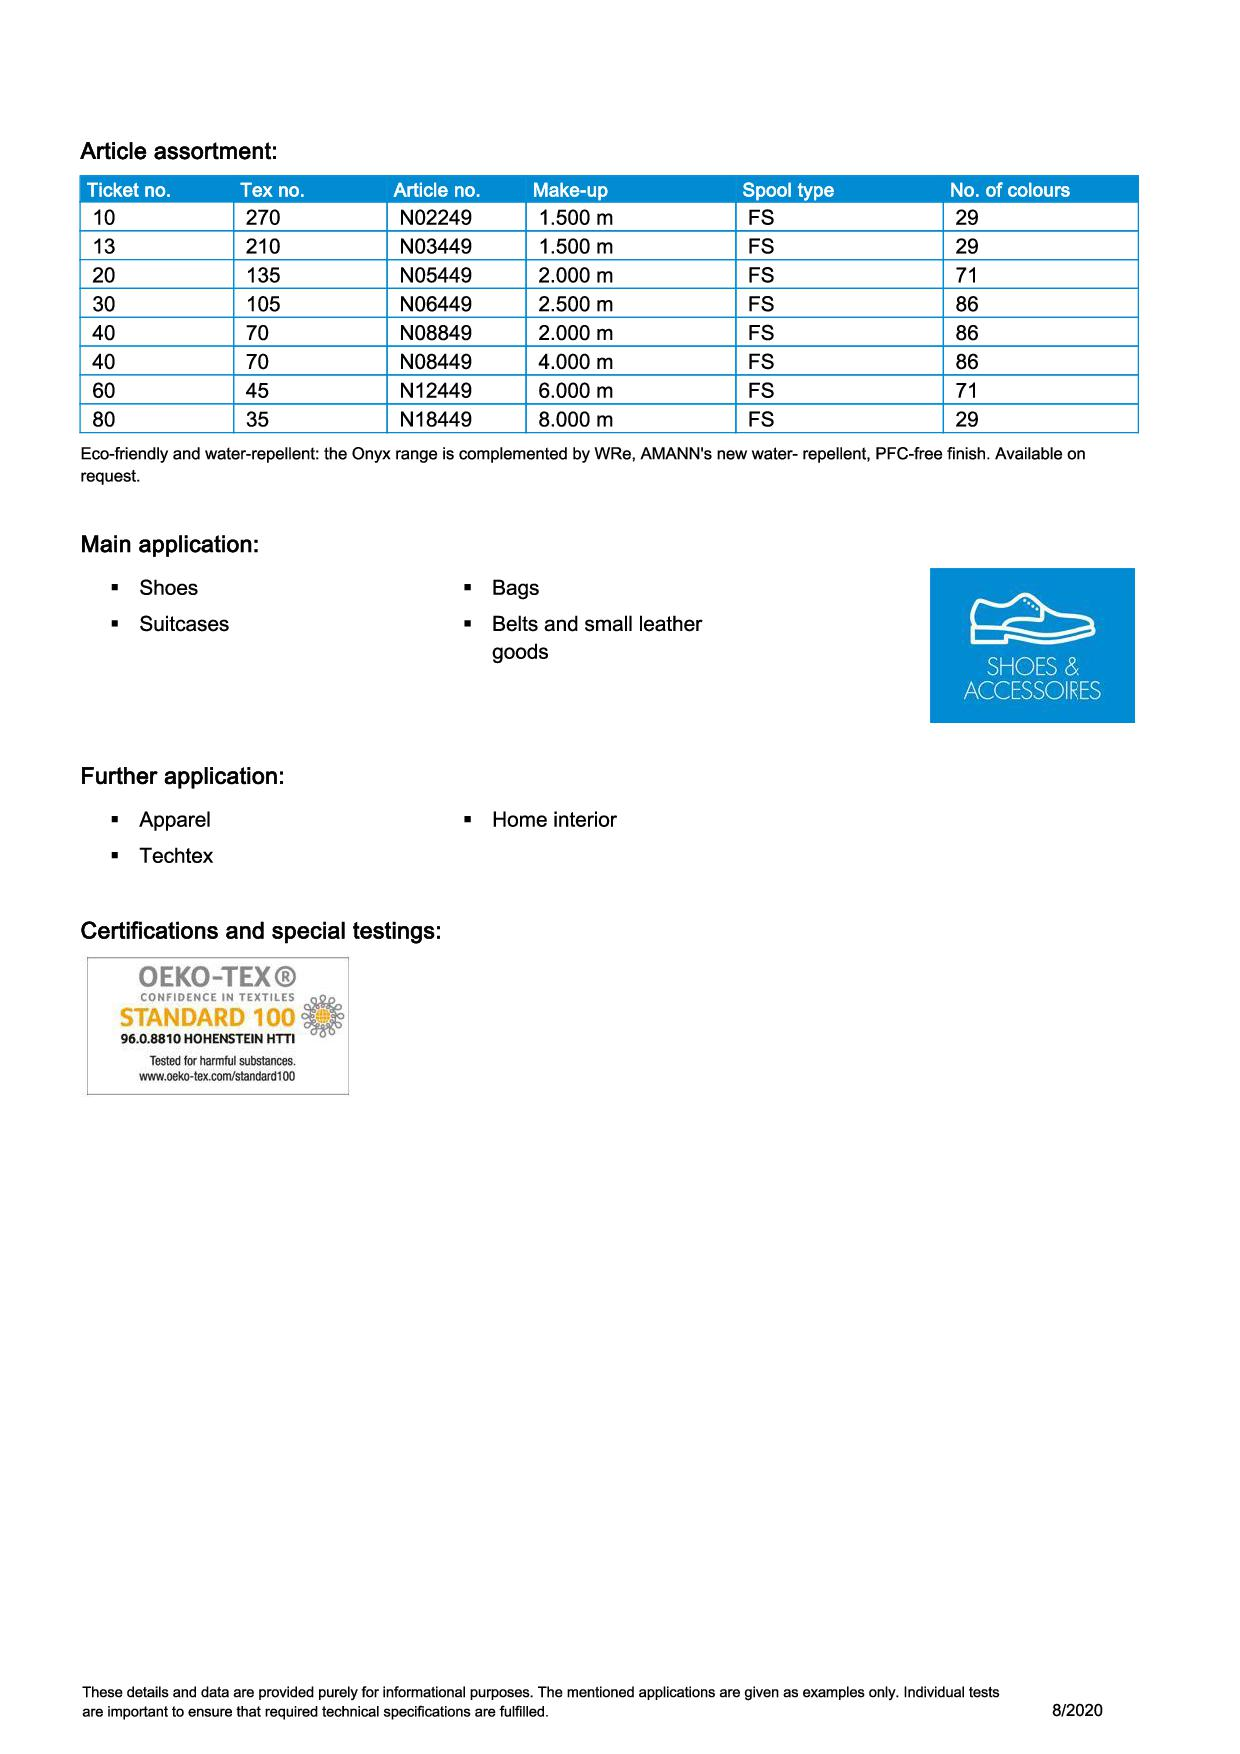 Article assortment:
Ticket no. Tex no. Article no. Make-up Spool type No. of colours
10 270 N02249 1.500 m FS 29
13 210 N03449 1.500 m FS 29
20 135 N05449 2.000 m FS 71
30 105 N06449 2.500 m FS 86
40 70 N08849 2.000 m FS 86
40 70 N08449 4.000 m FS 86
60 45 N12449 6.000 m FS 71
80 35 N18449 8.000 m FS 29
Eco-friendly and water-repellent: the Onyx range is complemented by WRe, AMANN's new water- repellent, PFC-free finish. Available on
request.
Main application:
▪ Shoes
▪ Suitcases
▪ Bags
▪ Belts and small leather
goods
SHOES &
ACCESSOIRES
Further application:
▪ Apparel
▪ Techtex
▪ Home interior
Certifications and special testings:
OEKO-TEX®
CONFIDENCE IN TEXTILES
STANDARD 100
96.0.8810 HOHENSTEIN HTTI
Tested for harmful substances.
www.oeko-tex.com/standard100
These details and data are provided purely for informational purposes. The mentioned applications are given as examples only. Individual tests
are important to ensure that required technical specifications are fulfilled.
8/2020